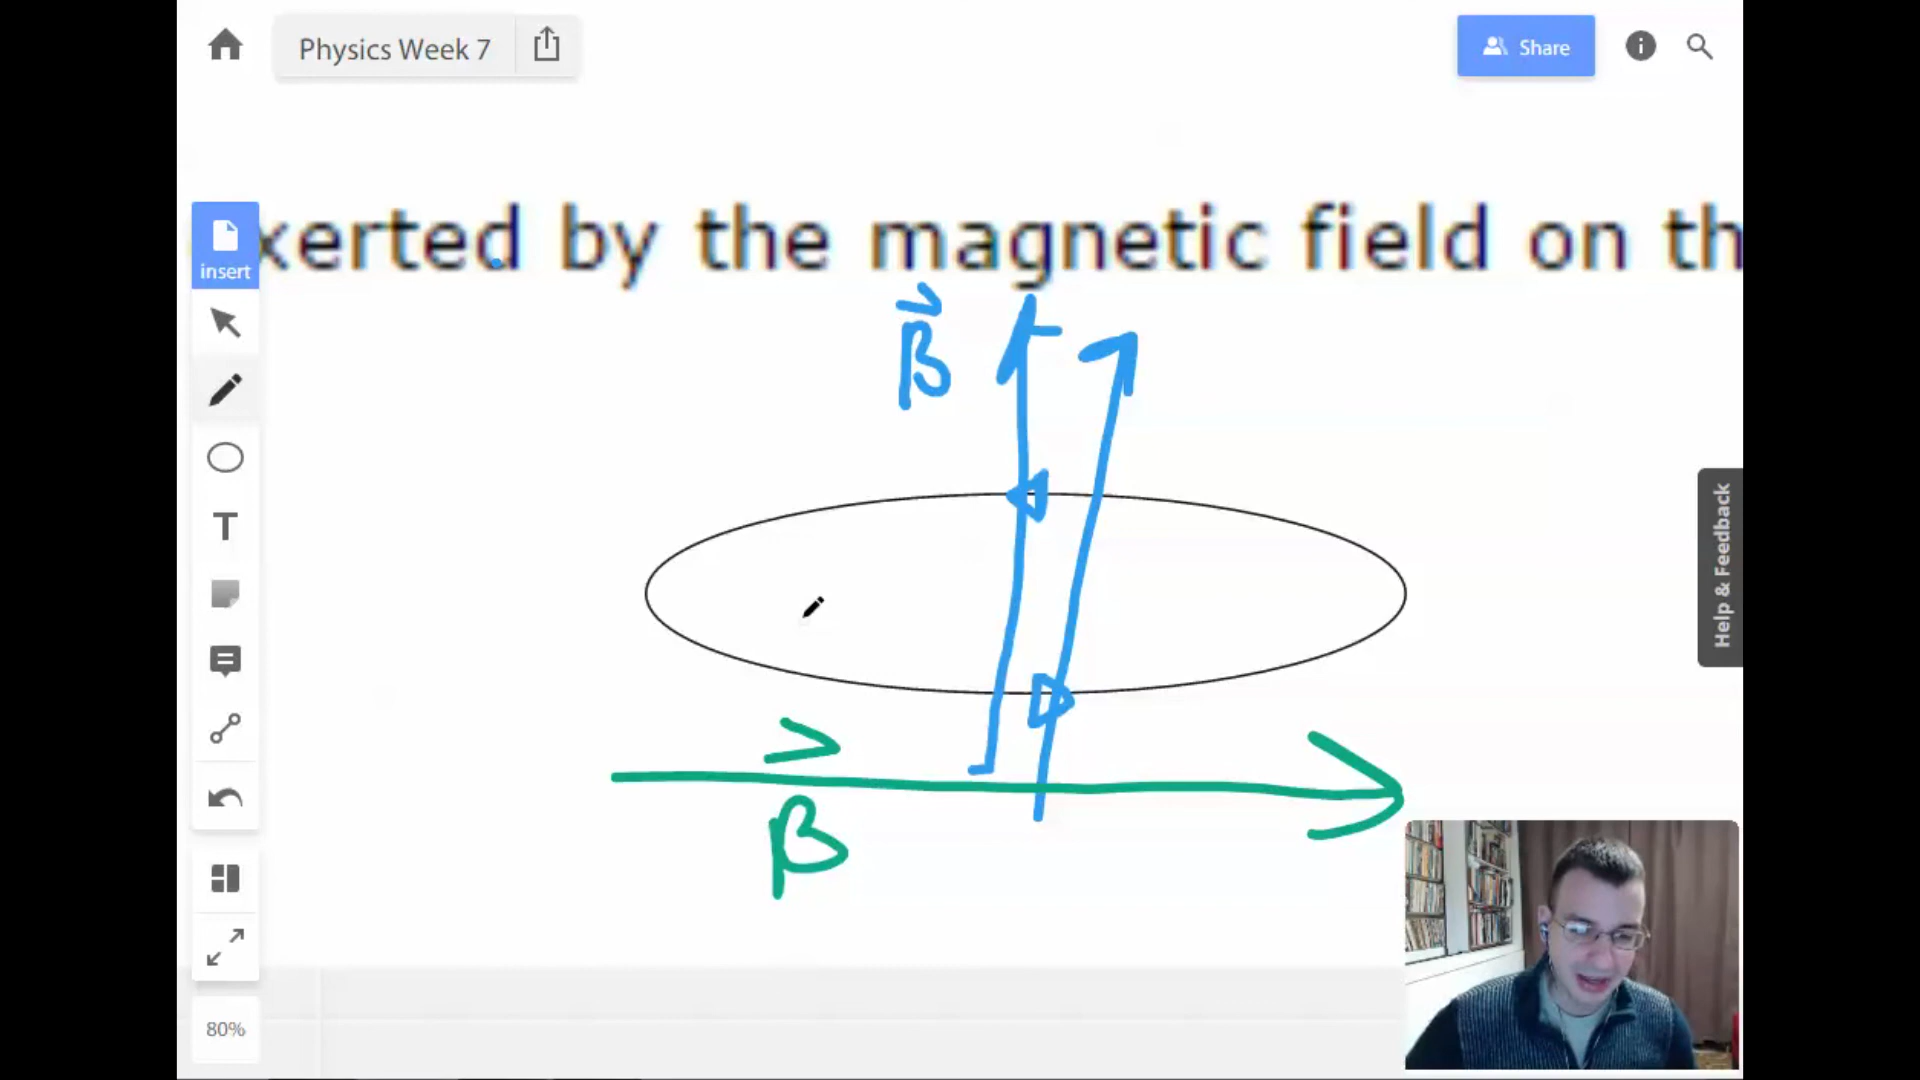 Physics Week 7
Share
insert
xerted by the magnetic field on th
B
T
Help & Feedback
B
80%